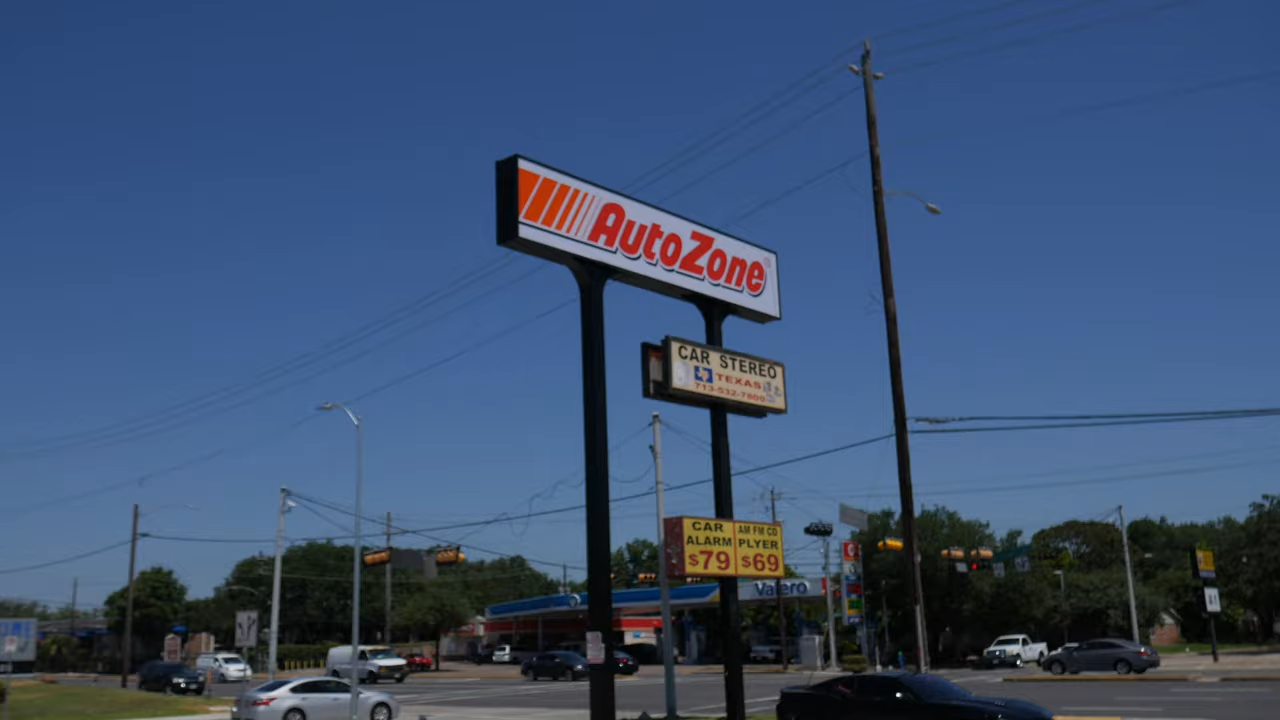 AutoZone
CAR STEREO
TEXAS
713-532-7800
CAR
ALARM
$79
AM FM CD
PLYER
$69
Valero